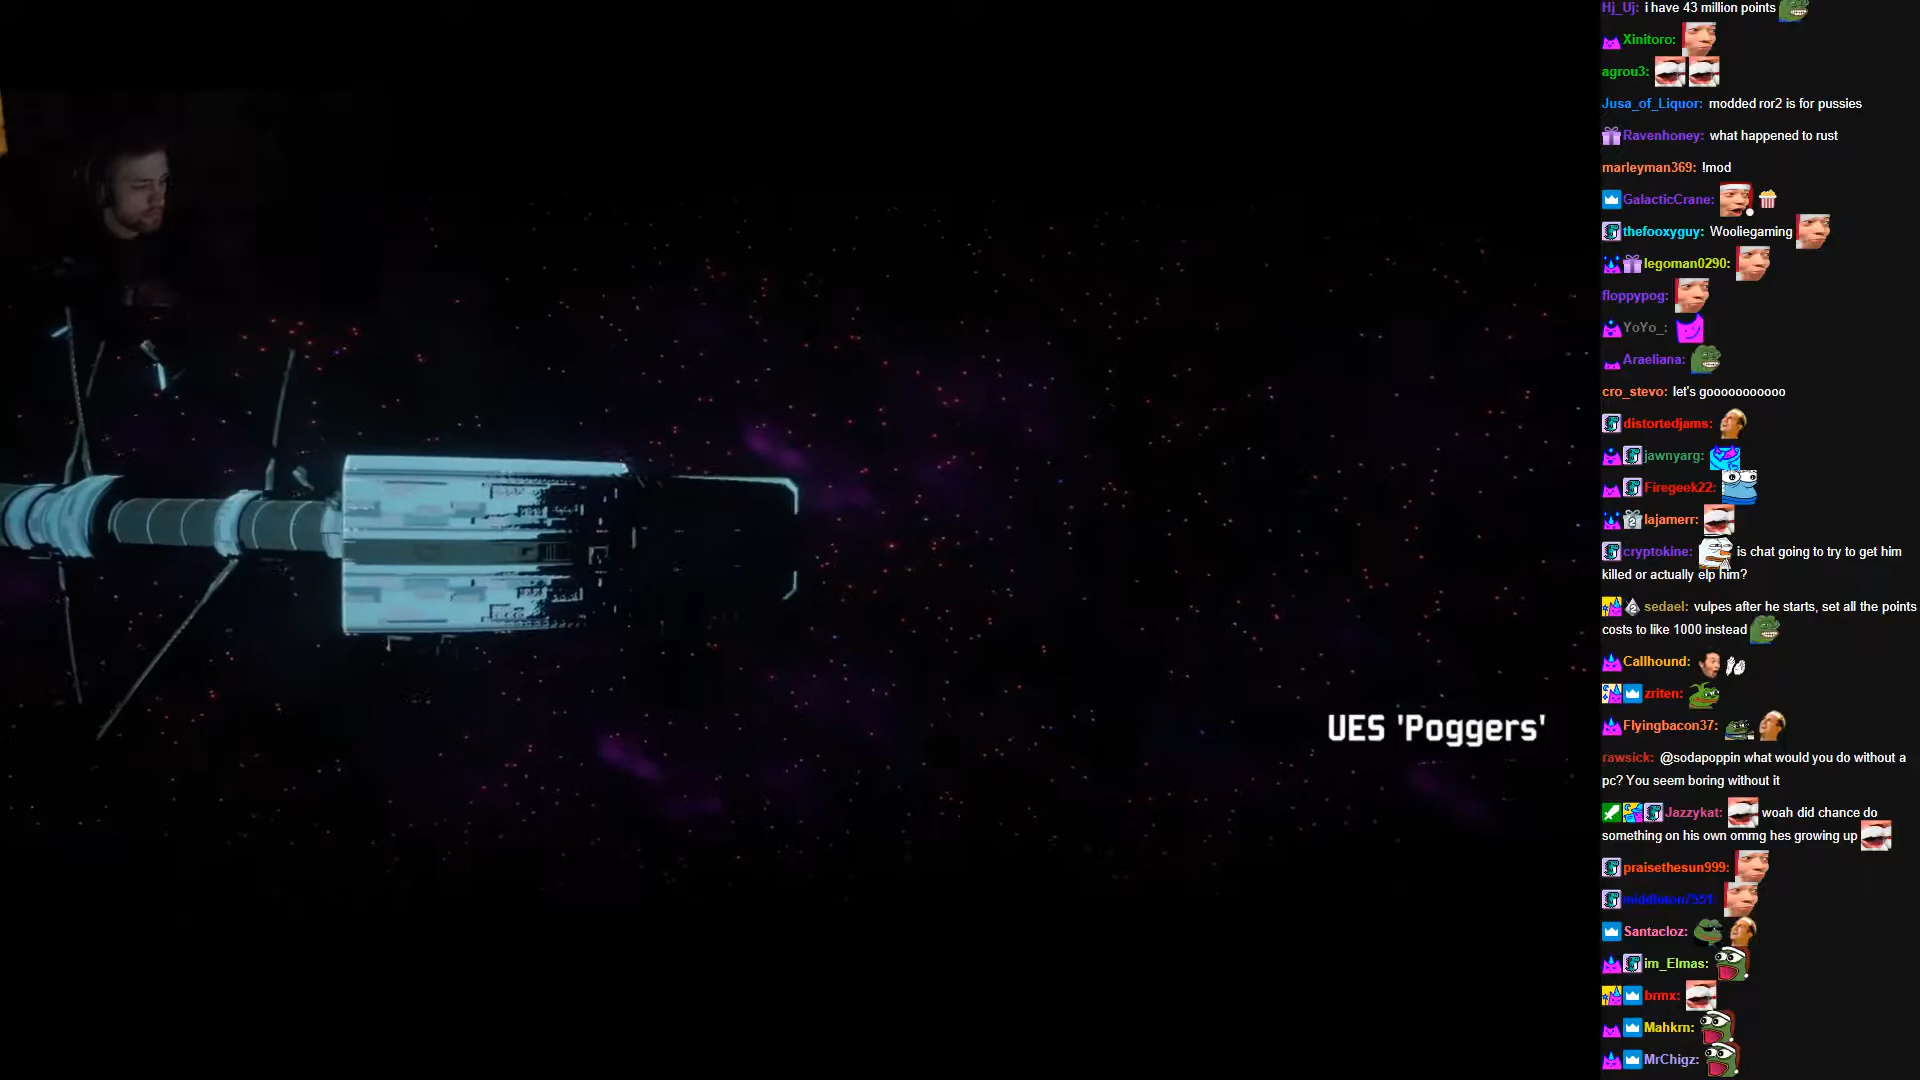 Hj_Uj: i have 43 million points
Xinitoro:
agrou3:
Jusa_of_Liquor: modded ror2 is for pussies
Ravenhoney: what happened to rust
marleyman369: !mod
GalacticCrane:
thefooxyguy: Wooliegaming
legoman0290:
floppypog:
YoYo_:
Araeliana:
cro_stevo: let's gooooooooooo
distortedjams:
jawnyarg:
Firegeek22:
2 lajamerr:
cryptokine: is chat going to try to get him
killed or actually elp him?
2 sedael: vulpes after he starts, set all the points
costs to like 1000 instead
Callhound:
zriten:
UES 'Poggers'
Flyingbacon37:
rawsick: @sodapoppin what would you do without a
pc? You seem boring without it
Jazzykat: woah did chance do
something on his own ommg hes growing up
praisethesun999:
Santacloz:
im_Elmas:
brmx:
Mahkrn:
MrChigz: